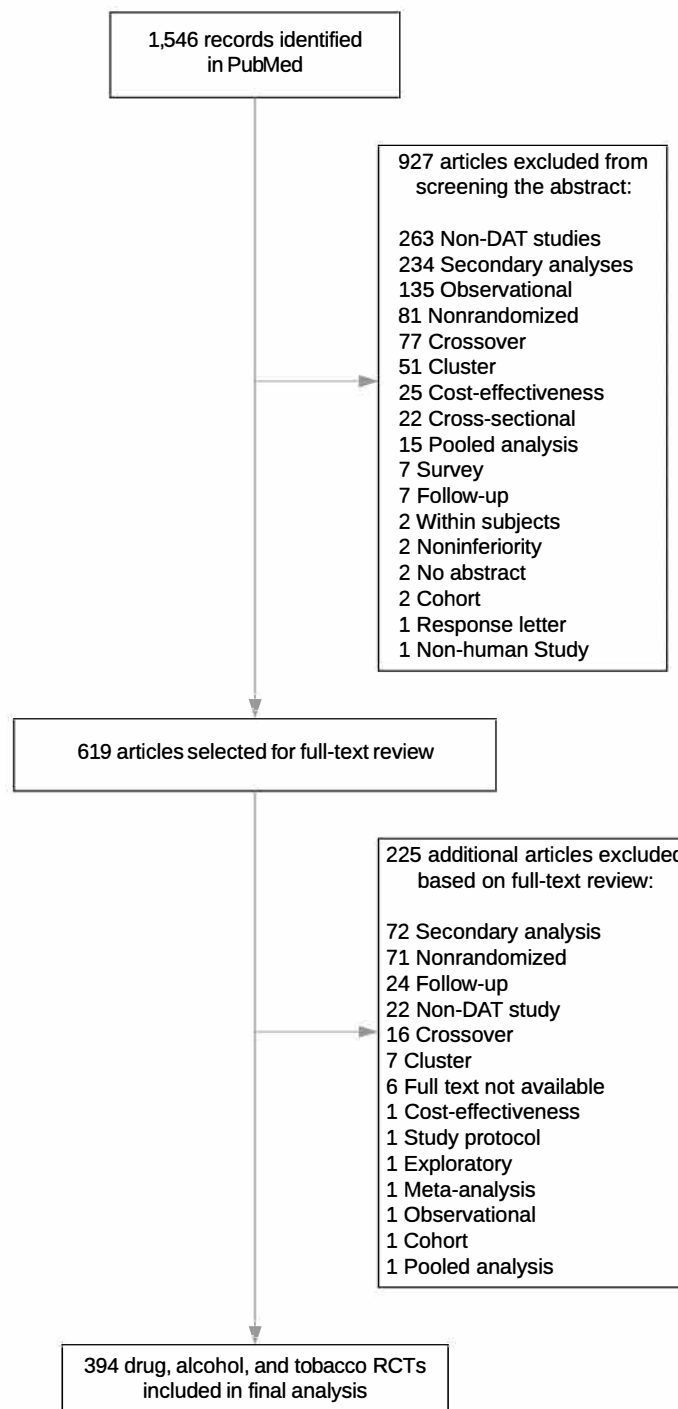 1,546 records identified
in PubMed
927 articles excluded from
screening the abstract:
263 Non-DAT studies
234 Secondary analyses
135 Observational
81 Nonrandomized
77 Crossover
51 Cluster
25 Cost-effectiveness
22 Cross-sectional
15 Pooled analysis
7 Survey
7 Follow-up
2 Within subjects
2 Noninferiority
2 No abstract
2 Cohort
1 Response letter
1 Non-human Study
619 articles selected for full-text review
225 additional articles excluded
based on full-text review:
72 Secondary analysis
71 Nonrandomized
24 Follow-up
22 Non-DAT study
16 Crossover
7 Cluster
6 Full text not available
1 Cost-effectiveness
1 Study protocol
1 Exploratory
1 Meta-analysis
1 Observational
1 Cohort
1 Pooled analysis
394 drug, alcohol, and tobacco RCTs
included in final analysis